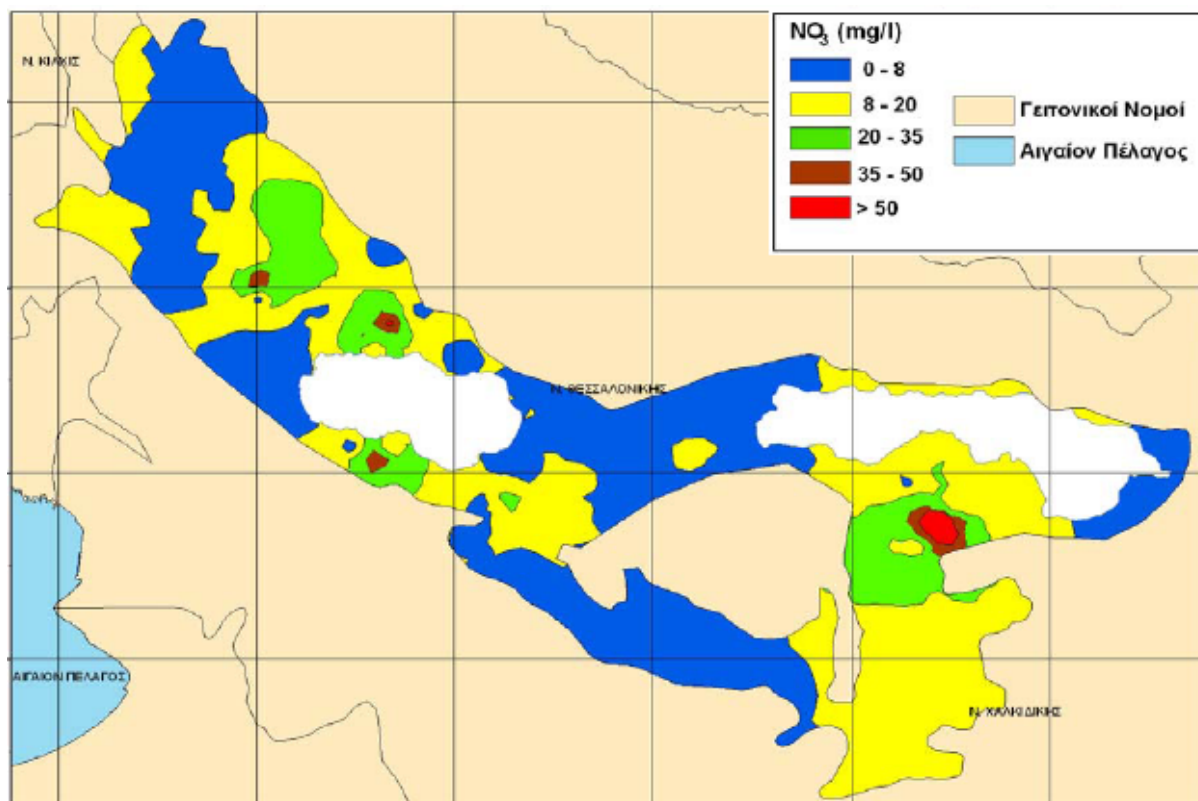 NO3 (mg/l)
0 - 8
8 - 20
20 - 35
35 - 50
> 50
Γειτονικοί Νομοί
Αιγαίον Πέλαγος
Ν. ΚΙΛΚΙΣ
Ν. ΘΕΣΣΑΛΟΝΙΚΗΣ
ΑΙΓΑΙΟΝ ΠΕΛΑΓΟΣ
Ν. ΧΑΛΚΙΔΙΚΗΣ